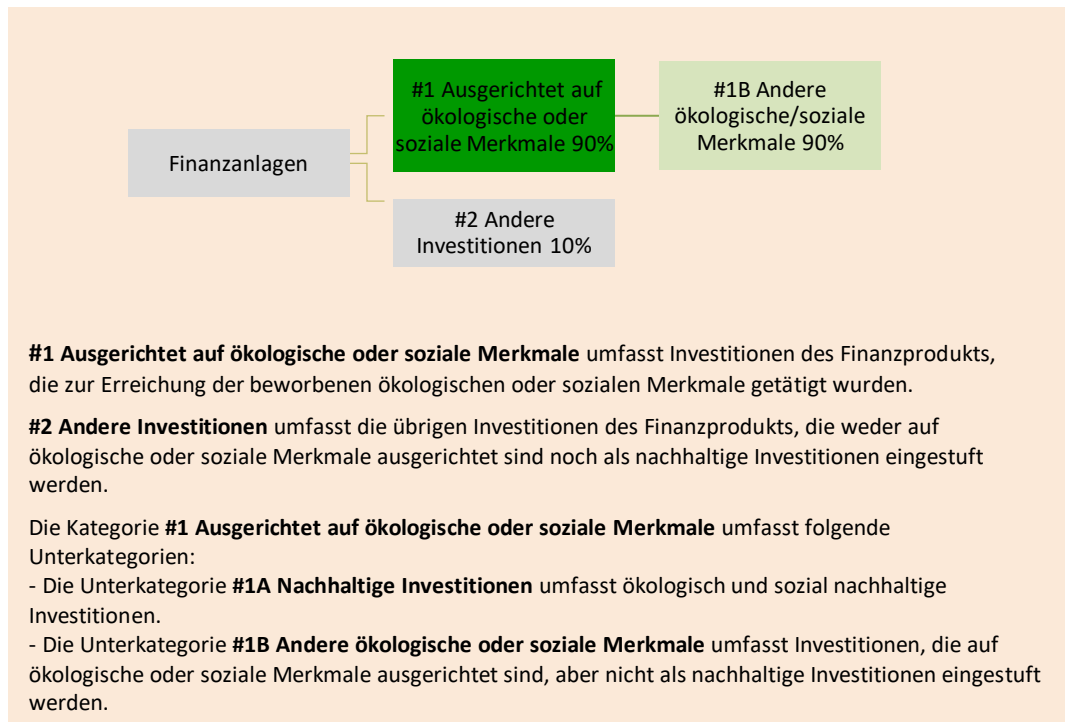 #1 Ausgerichtet auf
ökologische oder
soziale Merkmale 90%
#1B Andere
ökologische/soziale
Merkmale 90%
Finanzanlagen
#2 Andere
Investitionen 10%
#1 Ausgerichtet auf ökologische oder soziale Merkmale umfasst Investitionen des Finanzprodukts,
die zur Erreichung der beworbenen ökologischen oder sozialen Merkmale getätigt wurden.
#2 Andere Investitionen umfasst die übrigen Investitionen des Finanzprodukts, die weder auf
ökologische oder soziale Merkmale ausgerichtet sind noch als nachhaltige Investitionen eingestuft
werden.
Die Kategorie #1 Ausgerichtet auf ökologische oder soziale Merkmale umfasst folgende
Unterkategorien:
- Die Unterkategorie #1A Nachhaltige Investitionen umfasst ökologisch und sozial nachhaltige
Investitionen.
- Die Unterkategorie #1B Andere ökologische oder soziale Merkmale umfasst Investitionen, die auf
ökologische oder soziale Merkmale ausgerichtet sind, aber nicht als nachhaltige Investitionen eingestuft
werden.